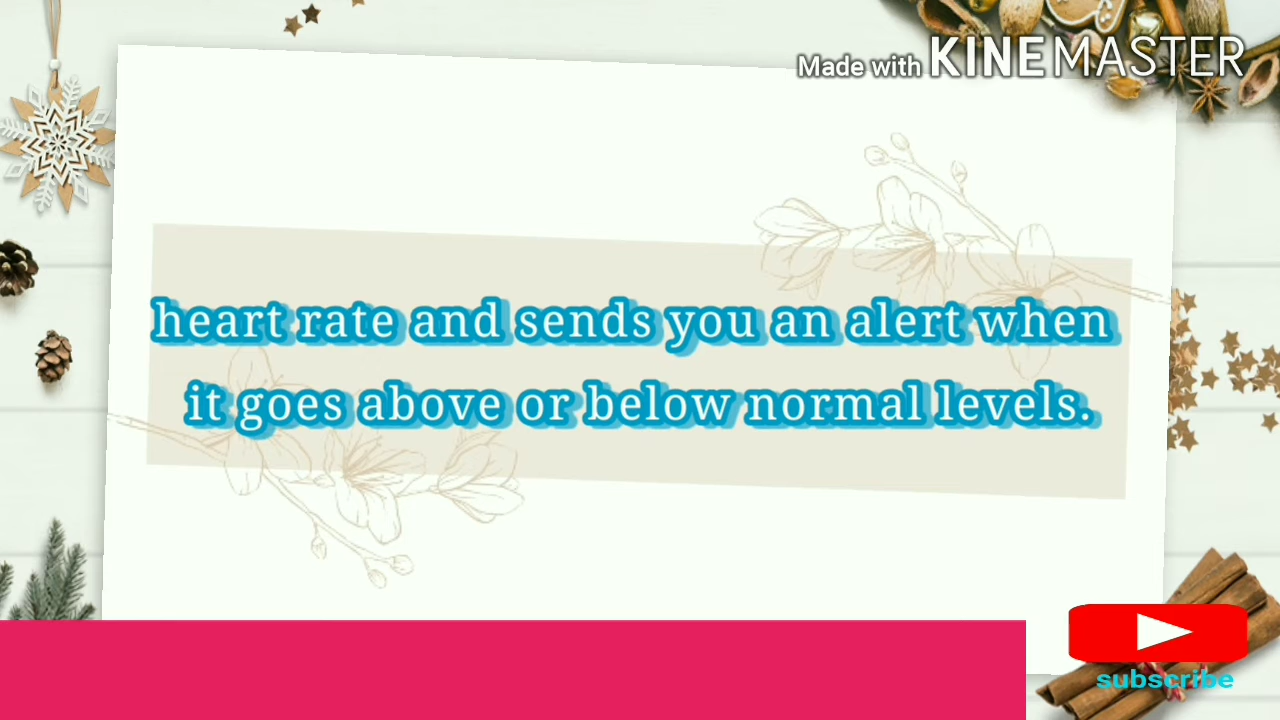 Made with KINEMASTER
heart rate and sends you an alert when
it goes above or below normal levels.
subscribe